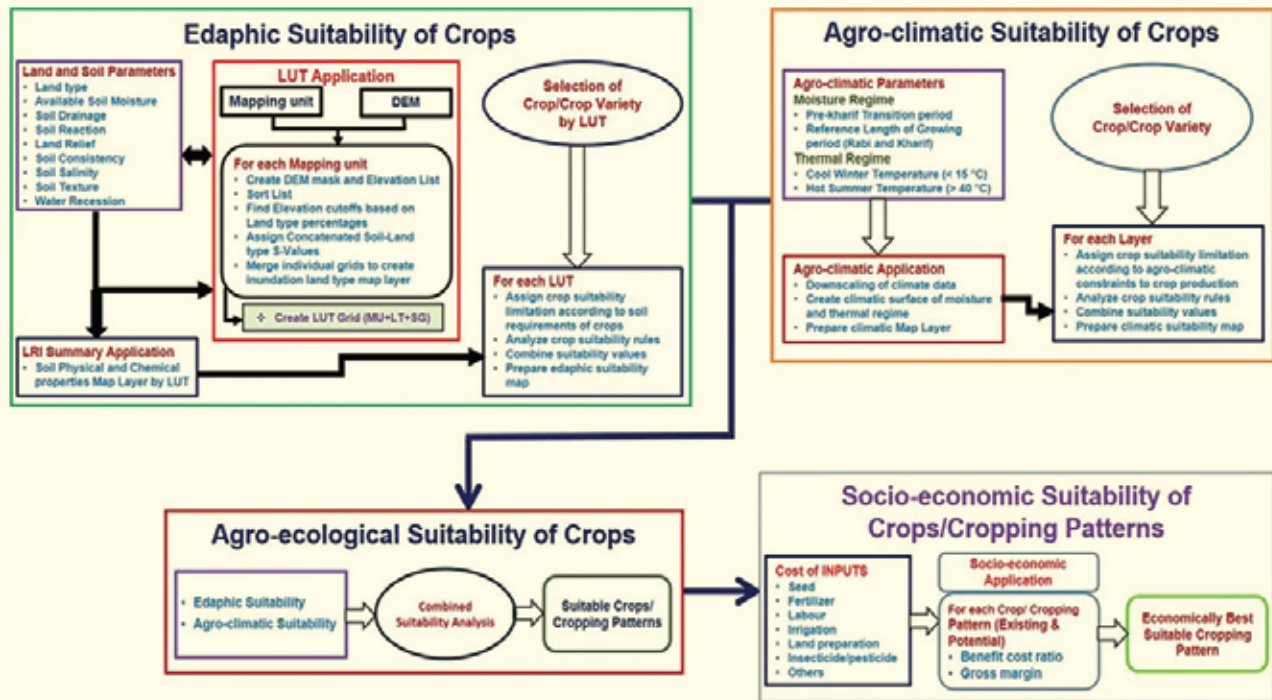 Edaphic Suitability of Crops
Land and Soil Parameters
• Land type
• Available Soil Moisture
• Soil Drainage
• Soil Reaction
• Land Relief
• Soil Consistency
• Soil Salinity
• Soil Texture
• Water Recession
LUT Application
Mapping unit
DEM
For each Mapping unit
• Create DEM mask and Elevation List
• Sort List
• Find Elevation cutoffs based on
Land type percentages
• Assign Concatenated Soil-Land
type S-Values
• Merge individual grids to create
inundation land type map layer
❖ Create LUT Grid (MU+LT+SG)
LRI Summary Application
• Soil Physical and Chemical
properties Map Layer by LUT
Selection of
Crop/Crop Variety
by LUT
For each LUT
• Assign crop suitability
limitation according to soil
requirements of crops
• Analyze crop suitability rules
• Combine suitability values
• Prepare edaphic suitability
map
Agro-climatic Suitability of Crops
Agro-climatic Parameters
Moisture Regime
• Pre-kharif Transition period
• Reference Length of Growing
period (Rabi and Kharif)
Thermal Regime
• Cool Winter Temperature (< 15 °C)
• Hot Summer Temperature (> 40 °C)
Agro-climatic Application
• Downscaling of climate data
• Create climatic surface of moisture
and thermal regime
• Prepare climatic Map Layer
Selection of
Crop/Crop Variety
For each Layer
• Assign crop suitability limitation
according to agro-climatic
constraints to crop production
• Analyze crop suitability rules
• Combine suitability values
• Prepare climatic suitability map
Agro-ecological Suitability of Crops
• Edaphic Suitability
• Agro-climatic Suitability
Combined
Suitability Analysis
Suitable Crops/
Cropping Patterns
Socio-economic Suitability of
Crops/Cropping Patterns
Cost of INPUTS
• Seed
• Fertilizer
• Labour
• Irrigation
• Land preparation
• Insecticide/pesticide
• Others
Socio-economic
Application
For each Crop/ Cropping
Pattern (Existing &
Potential)
• Benefit cost ratio
• Gross margin
Economically Best
Suitable Cropping
Pattern